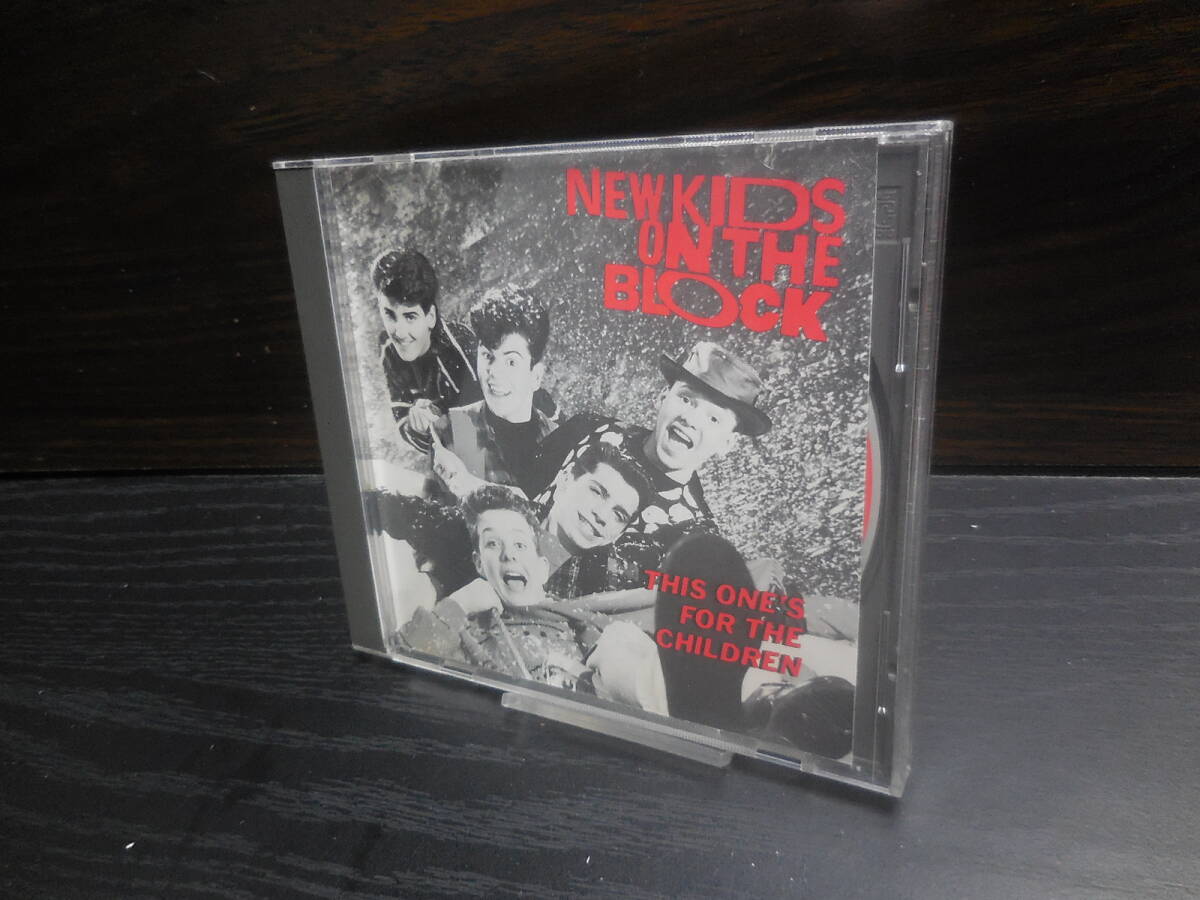 NEW KIDS
ON THE
BLOCK
THIS ONE'S
FOR THE
CHILDREN